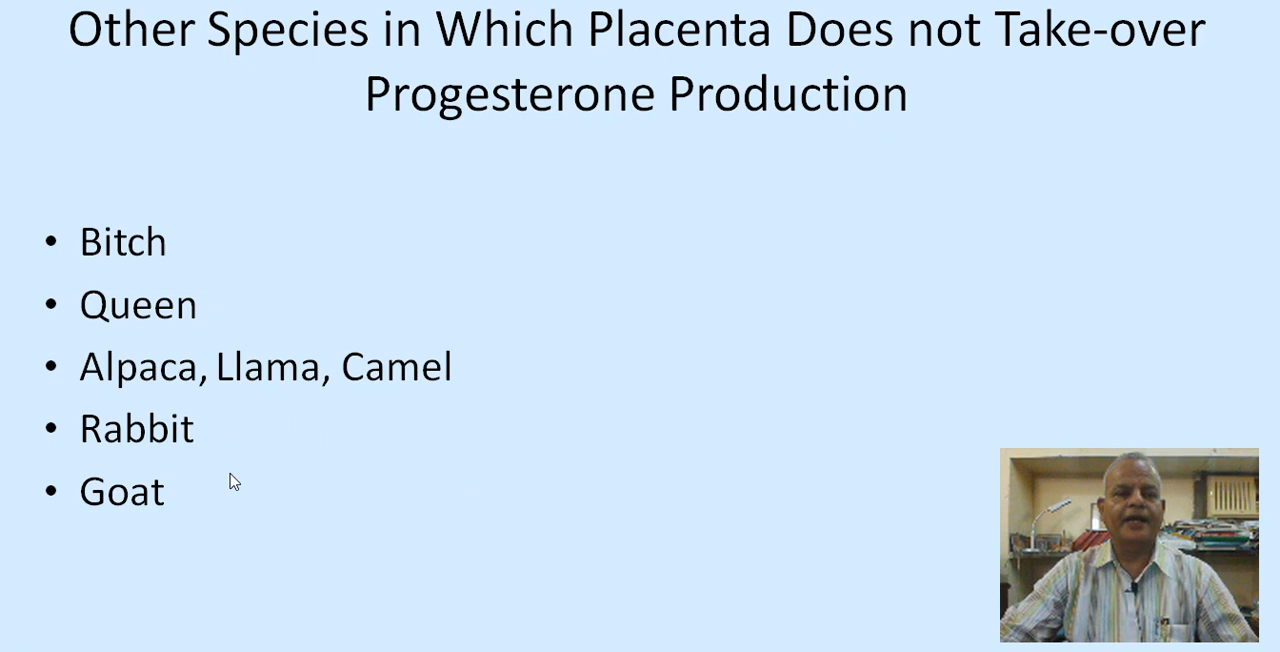 Other Species in Which Placenta Does not Take-over
Progesterone Production
• Bitch
• Queen
• Alpaca, Llama, Camel
• Rabbit
• Goat